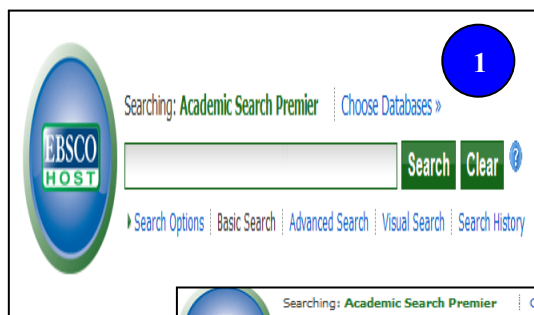 1
Searching: Academic Search Premier Choose Databases »
EBSCO
HOST
Search Clear ?
Search Options Basic Search Advanced Search Visual Search Search History
Searching: Academic Search Premier